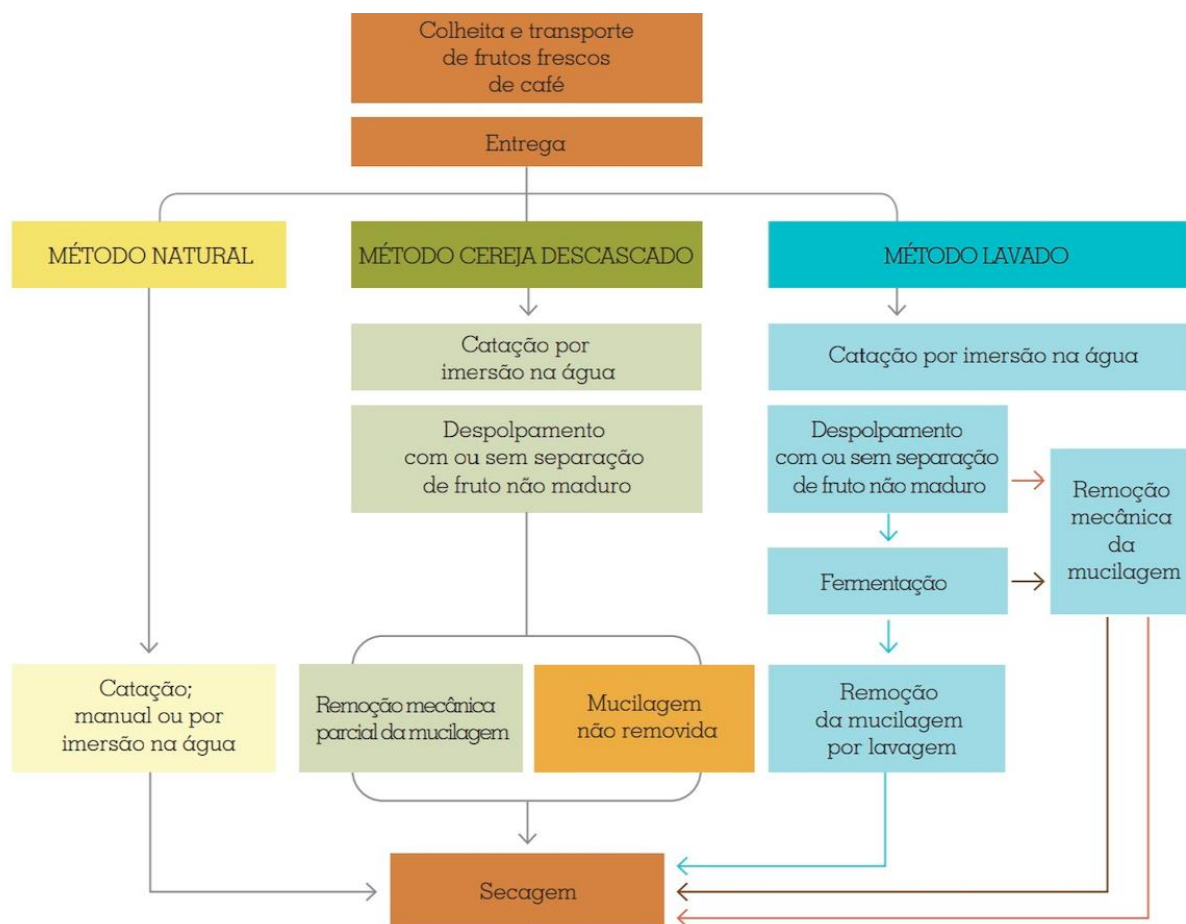 Colheita e transporte
de frutos frescos
de café
Entrega
MÉTODO NATURAL
MÉTODO CEREJA DESCASCADO
MÉTODO LAVADO
Catação por
imersão na água
Catação por imersão na água
Despolpamento
com ou sem separação
de fruto não maduro
Despolpamento
com ou sem separação
de fruto não maduro
Remoção
mecânica
da
mucilagem
Fermentação
Catação;
manual ou por
imersão na água
Remoção mecânica
parcial da mucilagem
Mucilagem
não removida
Remoção
da mucilagem
por lavagem
Secagem